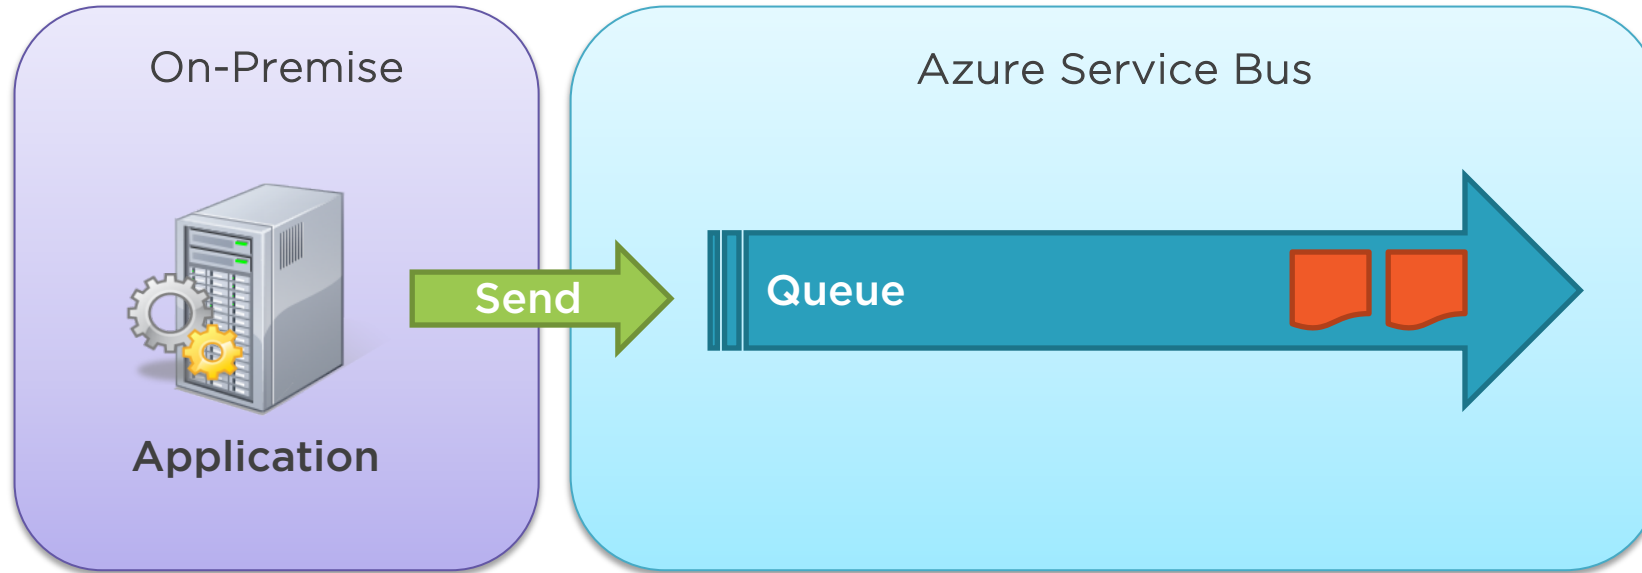 On-Premise
Azure Service Bus
Send
Queue
Application